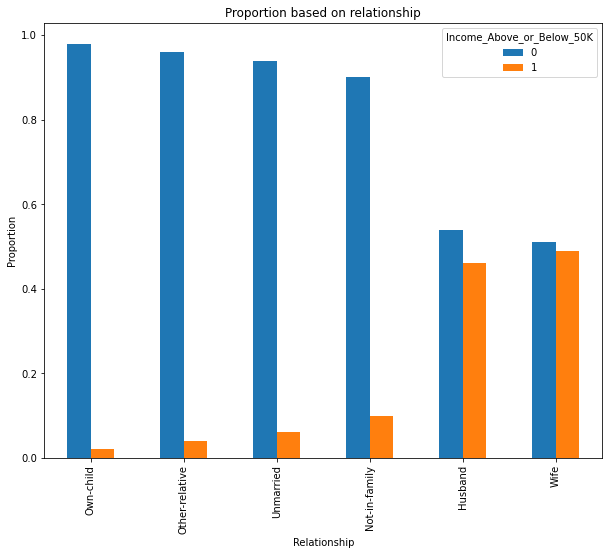 Proportion based on relationship
Income_Above_or_Below_50K
0
1
1.0
0.8
0.6
0.4
0.2
0.0
Proportion
Own-child
Other-relative
Unmarried
Not-in-family
Husband
Wife
Relationship